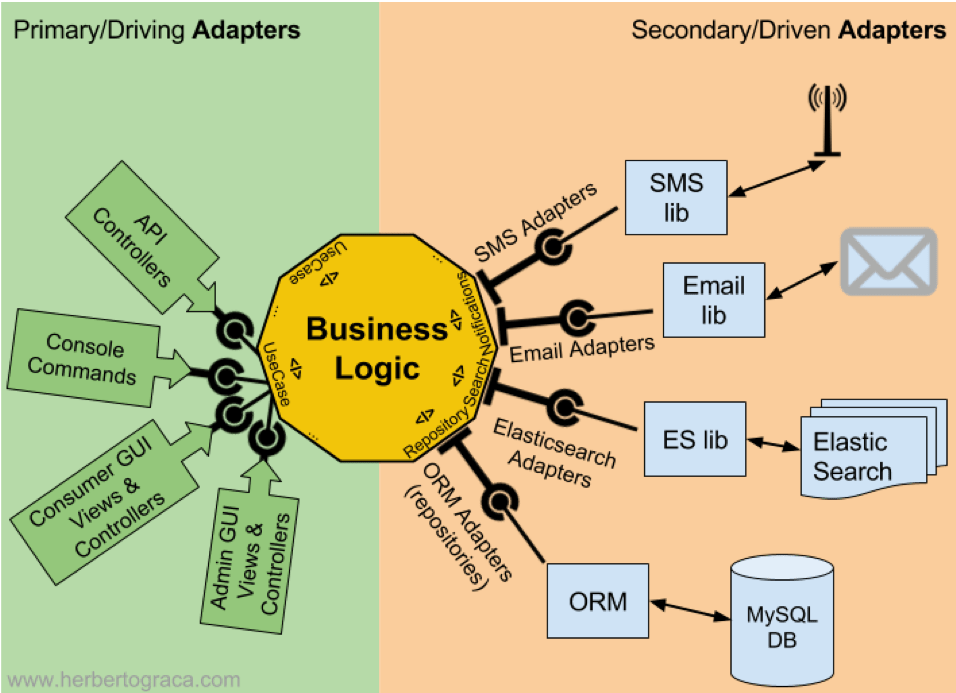 Primary/Driving Adapters
Secondary/Driven Adapters
API
Controllers
Console
Commands
Consumer GUI
Views &
Controllers
Admin GUI
Views &
Controllers
UseCase
</>
...
...
UseCase
</>
...
...
Business
Logic
Notifications
</>
Search
</>
Repository
</>
SMS Adapters
SMS
lib
Email Adapters
Email
lib
Elasticsearch
Adapters
ES lib
Elastic
Search
ORM Adapters
(repositories)
ORM
MySQL
DB
www.herbertograca.com